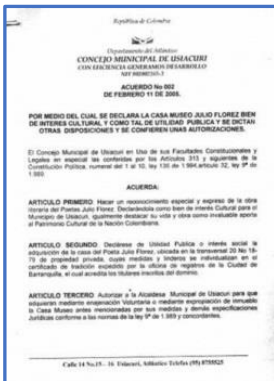 República de Colombia
Departamento del Atlántico
CONCEJO MUNICIPAL DE USIACURI
CON EFICIENCIA GENERAMOS DESARROLLO
ACUERDO No 002
DE FEBRERO 11 DE 2005.
POR MEDIO DEL CUAL SE DECLARA LA CASA MUSEO JULIO FLOREZ BIEN
DE INTERES CULTURAL Y COMO TAL DE UTILIDAD PUBLICA Y SE DICTAN
OTRAS DISPOSICIONES Y SE CONFIEREN UNAS AUTORIZACIONES.
El Concejo Municipal de Usiacuri en Uso de sus Facultades Constitucionales y
Legales en especial las conferidas por los Artículos 313 y siguientes de la
Constitución Política, numeral 1 al 10, ley 136 de 1.994, artículo 32, ley 9ª de
1.989
ACUERDA:
ARTICULO PRIMERO: Hacer un reconocimiento especial y expreso de la obra
literaria del Poetas Julio Florez. Declarándola como bien de interés Cultural para el
Municipio de Usiacuri, igualmente destacar su vida y obra como invaluable aporte
al Patrimonio Cultural de la Nación Colombiana.
ARTICULO SEGUNDO: Declárese de Utilidad Publica o interés social la
adquisición de la casa del Poeta Julio Florez, ubicada en la transversal 20 No 18-
de propiedad privada, cuyas medidas y linderos se individualizan en el
certificado de tradición expedido por la oficina de registros de la Ciudad de
Barranquilla, el cual acredita los titulares inscritos del dominio.
ARTICULO TERCERO: Autorizar a la Alcaldesa Municipal de Usiacuri para que
adquieran mediante enajenación Voluntaria o mediante expropiación de inmueble
la Casa Museo antes mencionadas por sus medidas y demás especificaciones
Jurídicas conforme a las normas de la ley 9ª de 1.989 y concordantes.
Calle 14 No.15 - 16 Usiacuri, Atlántico Telefax (95)